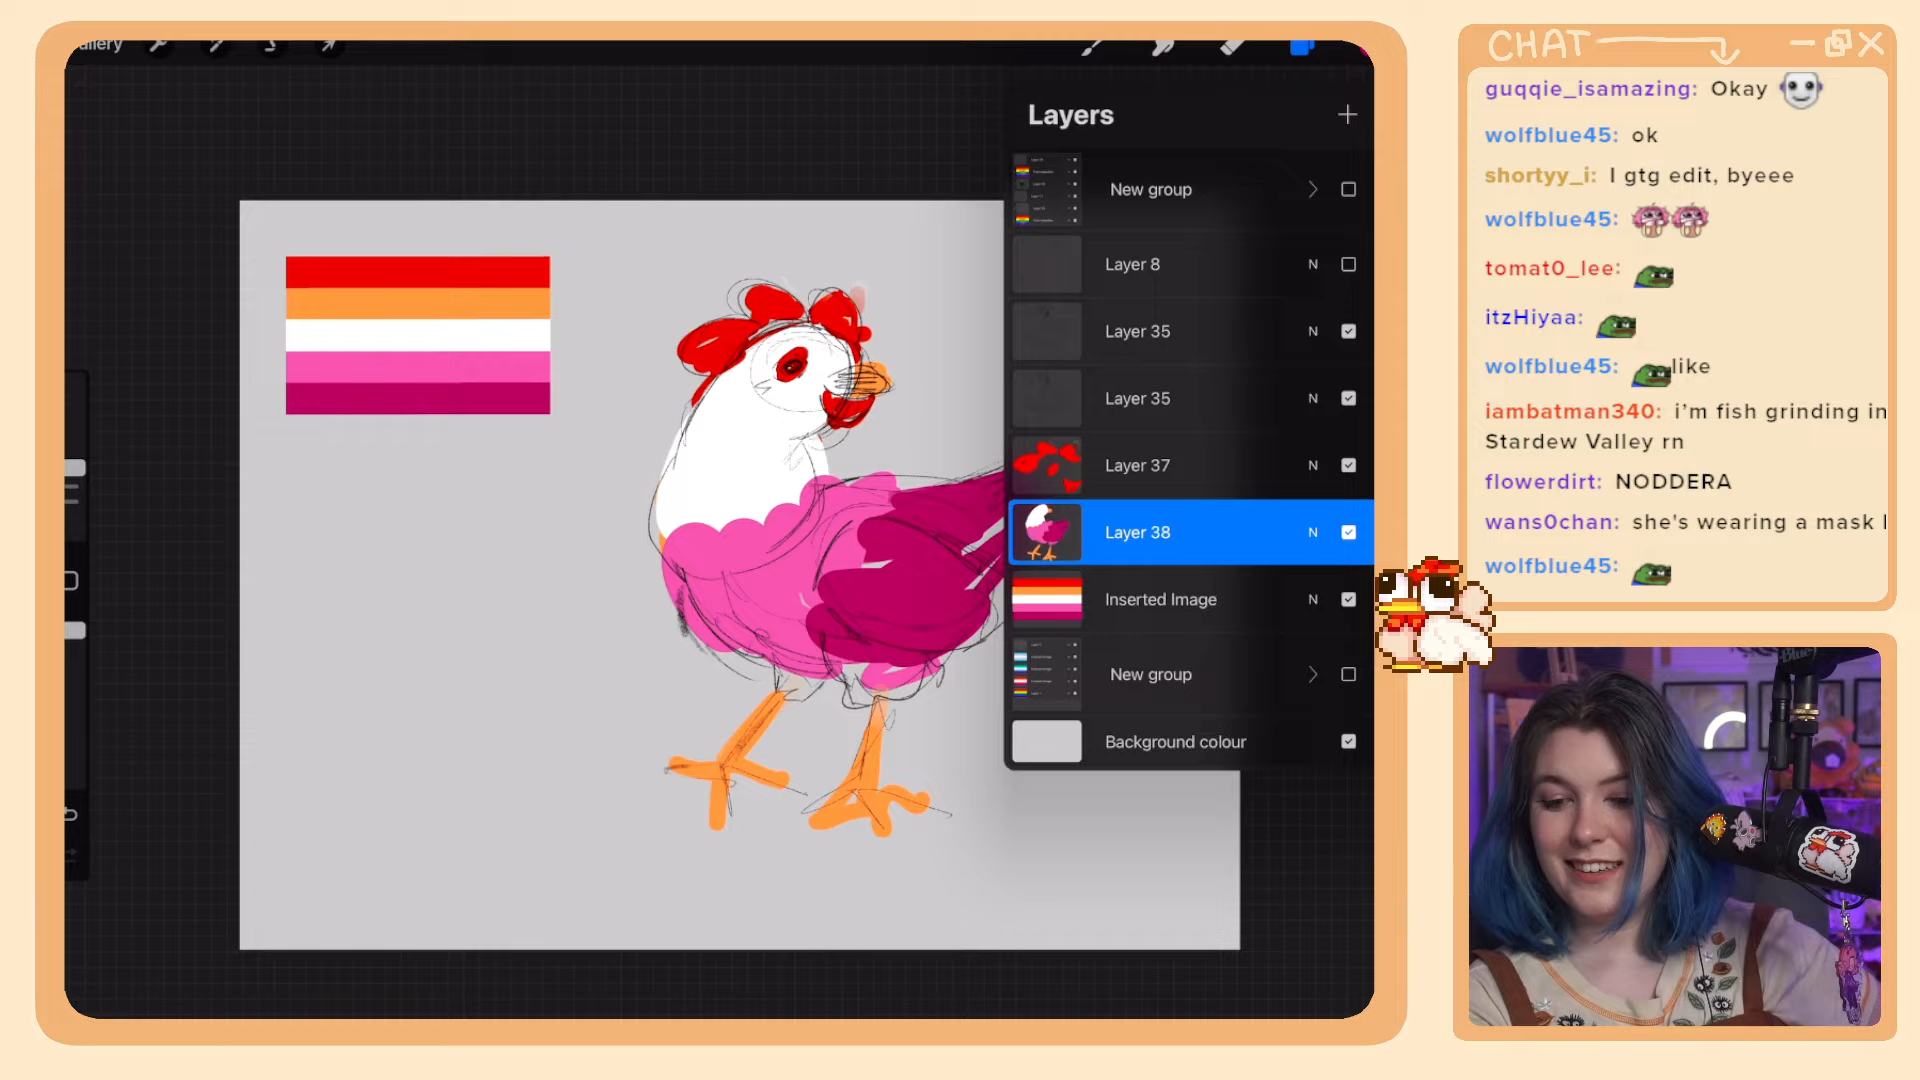 allery
Layers
New group
Layer 8 N
Layer 35 N
Layer 35 N
Layer 37 N
Layer 38 N
Inserted Image N
New group
Background colour
CHAT
guqqie_isamazing: Okay
wolfblue45: ok
shortyy_i: I gtg edit, byeee
wolfblue45:
tomat0_lee:
itzHiyaa:
wolfblue45: like
iambatman340: i'm fish grinding in
Stardew Valley rn
flowerdirt: NODDERA
wans0chan: she's wearing a mask l
wolfblue45:
Blue